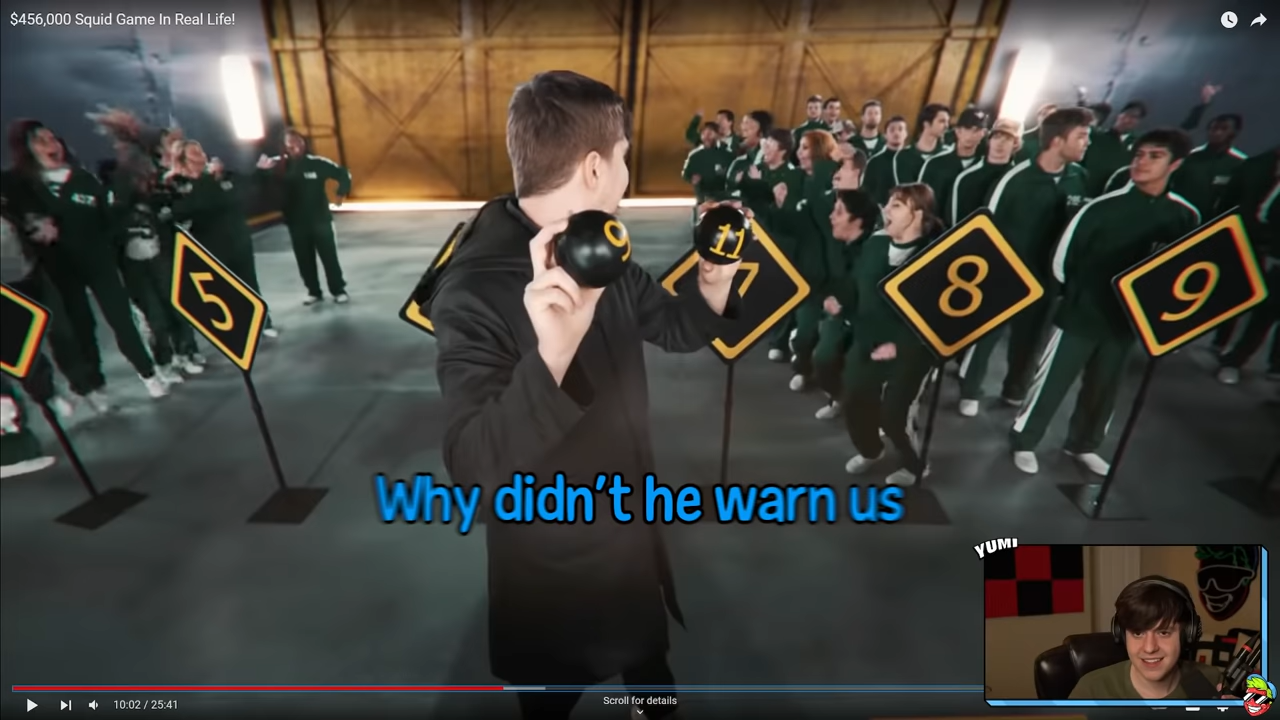 $456,000 Squid Game In Real Life!
5
9
11
7
8
9
Why didn't he warn us
YUMI
10:02 / 25:41
Scroll for details